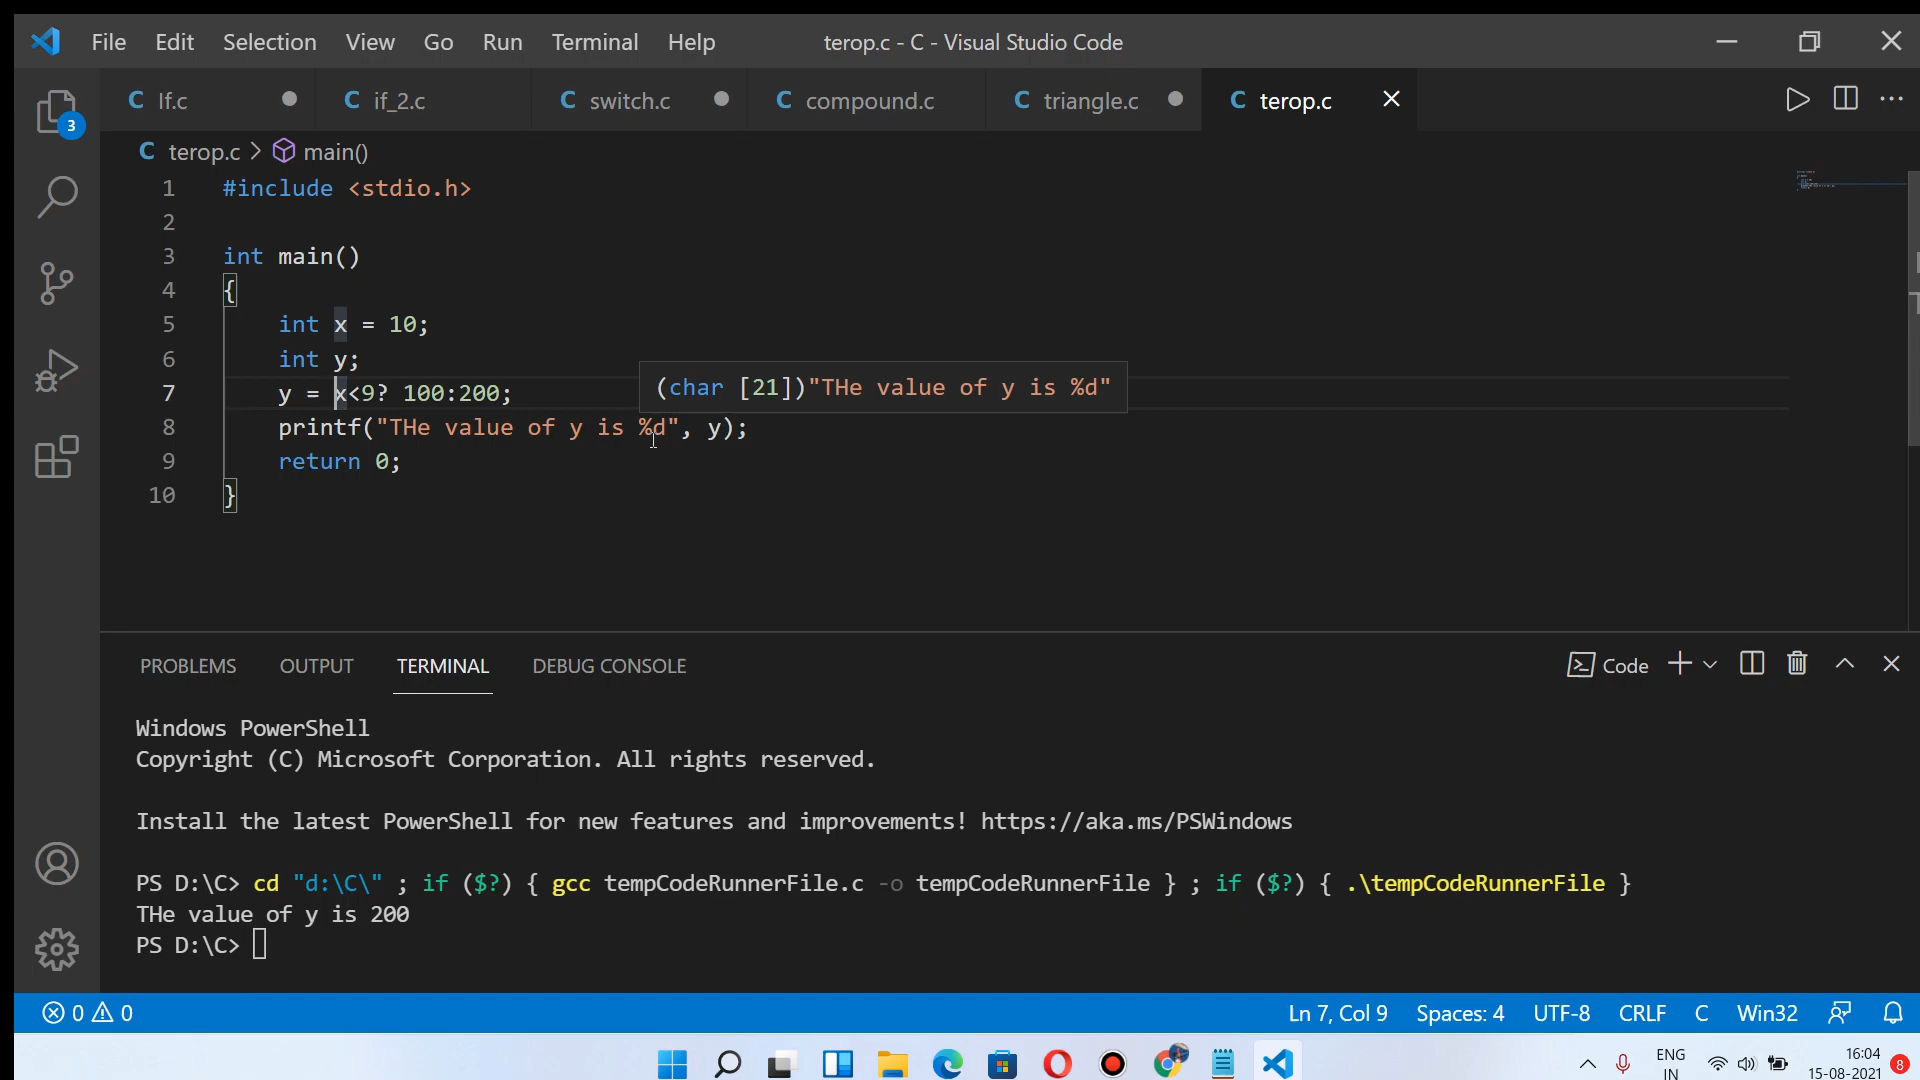 File Edit Selection View Go Run Terminal Help terop.c - C - Visual Studio Code
C If.c C if_2.c C switch.c C compound.c C triangle.c C terop.c
C terop.c > main()
1 #include <stdio.h>
2
3 int main()
4 {
5 int x = 10;
6 int y;
7 y = x<9? 100:200;
(char [21])"THe value of y is %d"
8 printf("THe value of y is %d", y);
9 return 0;
10 }
3
PROBLEMS OUTPUT TERMINAL DEBUG CONSOLE Code
Windows PowerShell
Copyright (C) Microsoft Corporation. All rights reserved.
Install the latest PowerShell for new features and improvements! https://aka.ms/PSWindows
PS D:\C> cd "d:\C\" ; if ($?) { gcc tempCodeRunnerFile.c -o tempCodeRunnerFile } ; if ($?) { .\tempCodeRunnerFile }
THe value of y is 200
PS D:\C>
0 0 Ln 7, Col 9 Spaces: 4 UTF-8 CRLF C Win32
ENG 16:04
IN 15-08-2021 8